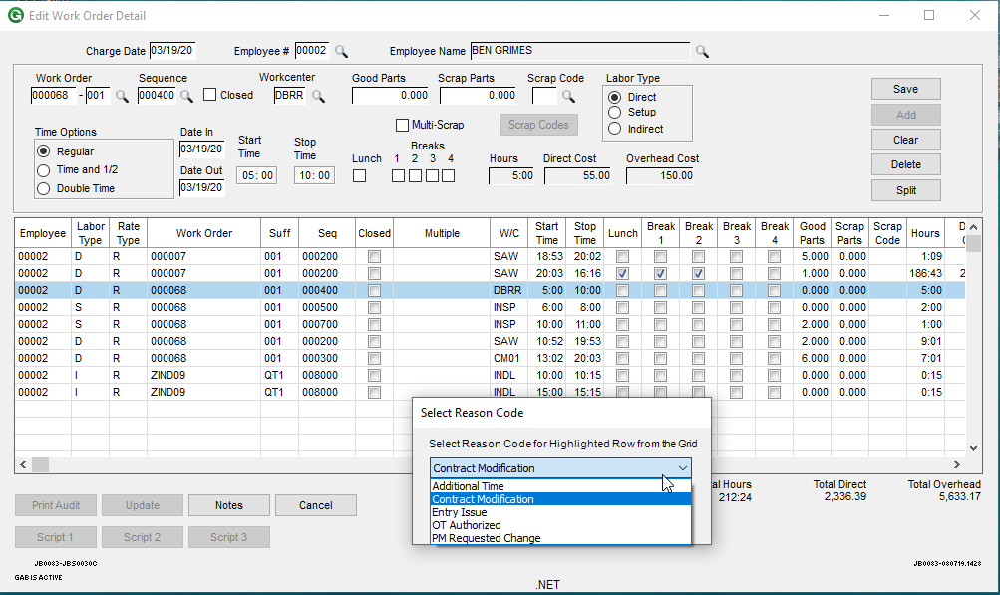 G Edit Work Order Detail
Charge Date 03/19/20 Employee # 00002 Employee Name BEN GRIMES
Work Order Sequence Workcenter Good Parts Scrap Parts Scrap Code Labor Type
000068 - 001 000400 Closed DBRR 0.000 0.000 Direct Save
Setup
Multi-Scrap Scrap Codes Indirect Add
Time Options Date In Start Time Stop Time Breaks Clear
Regular 03/19/20 Lunch 1 2 3 4 Hours Direct Cost Overhead Cost Delete
Time and 1/2 Date Out 05: 00 10: 00 5:00 55.00 150.00
Double Time 03/19/20 Split
Employee Labor Type Rate Type Work Order Suff Seq Closed Multiple W/C Start Time Stop Time Lunch Break 1 Break 2 Break 3 Break 4 Good Parts Scrap Parts Scrap Code Hours
00002 D R 000007 001 000200 SAW 18:53 20:02 5.000 0.000 1:09
00002 D R 000007 001 000200 SAW 20:03 16:16 1.000 0.000 186:43 2
00002 D R 000068 001 000400 DBRR 5:00 10:00 0.000 0.000 5:00
00002 S R 000068 001 000500 INSP 6:00 8:00 0.000 0.000 2:00
00002 S R 000068 001 000700 INSP 10:00 11:00 2.000 0.000 1:00
00002 D R 000068 001 000200 SAW 10:52 19:53 2.000 0.000 9:01
00002 D R 000068 001 000300 CM01 13:02 20:03 6.000 0.000 7:01
00002 I R ZIND09 QT1 008000 INDL 10:00 10:15 0.000 0.000 0:15
00002 I R ZIND09 QT1 008000 INDL 15:00 15:15 0.000 0.000 0:15
Select Reason Code
Select Reason Code for Highlighted Row from the Grid
Contract Modification
Additional Time
Contract Modification
Entry Issue
OT Authorized
PM Requested Change
Hours Total Direct Total Overhead
212:24 2,336.39 5,633.17
Print Audit Update Notes Cancel
Script 1 Script 2 Script 3
JB0083-JBS0030C JB0083-080719.1423
GAB IS ACTIVE
.NET